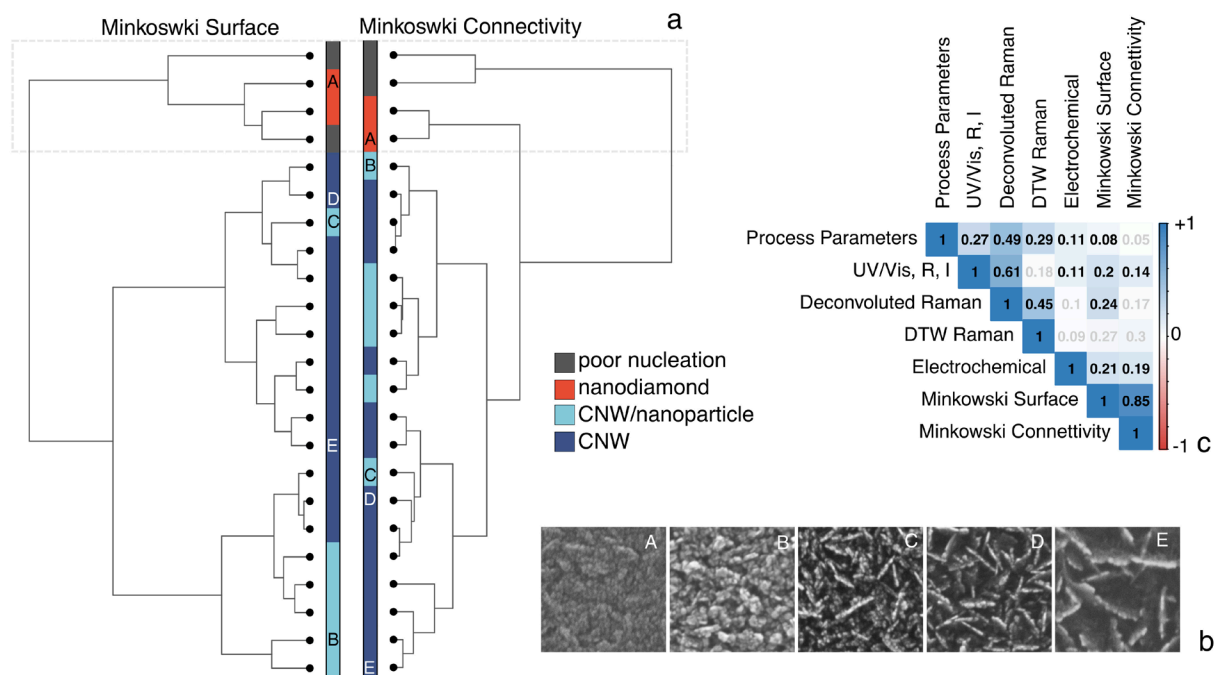 Minkoswki Surface
Minkoswki Connectivity
a
A
D
C
E
B
A
B
C
D
E
poor nucleation
nanodiamond
CNW/nanoparticle
CNW
Process Parameters
UV/Vis, R, I
Deconvoluted Raman
DTW Raman
Electrochemical
Minkowski Surface
Minkowski Connettivity
Process Parameters 1 0.27 0.49 0.29 0.11 0.08 0.05
UV/Vis, R, I 1 0.61 0.18 0.11 0.2 0.14
Deconvoluted Raman 1 0.45 0.1 0.24 0.17
DTW Raman 1 0.09 0.27 0.3
Electrochemical 1 0.21 0.19
Minkowski Surface 1 0.85
Minkowski Connettivity 1
+1
0
-1
c
A
B
C
D
E
b